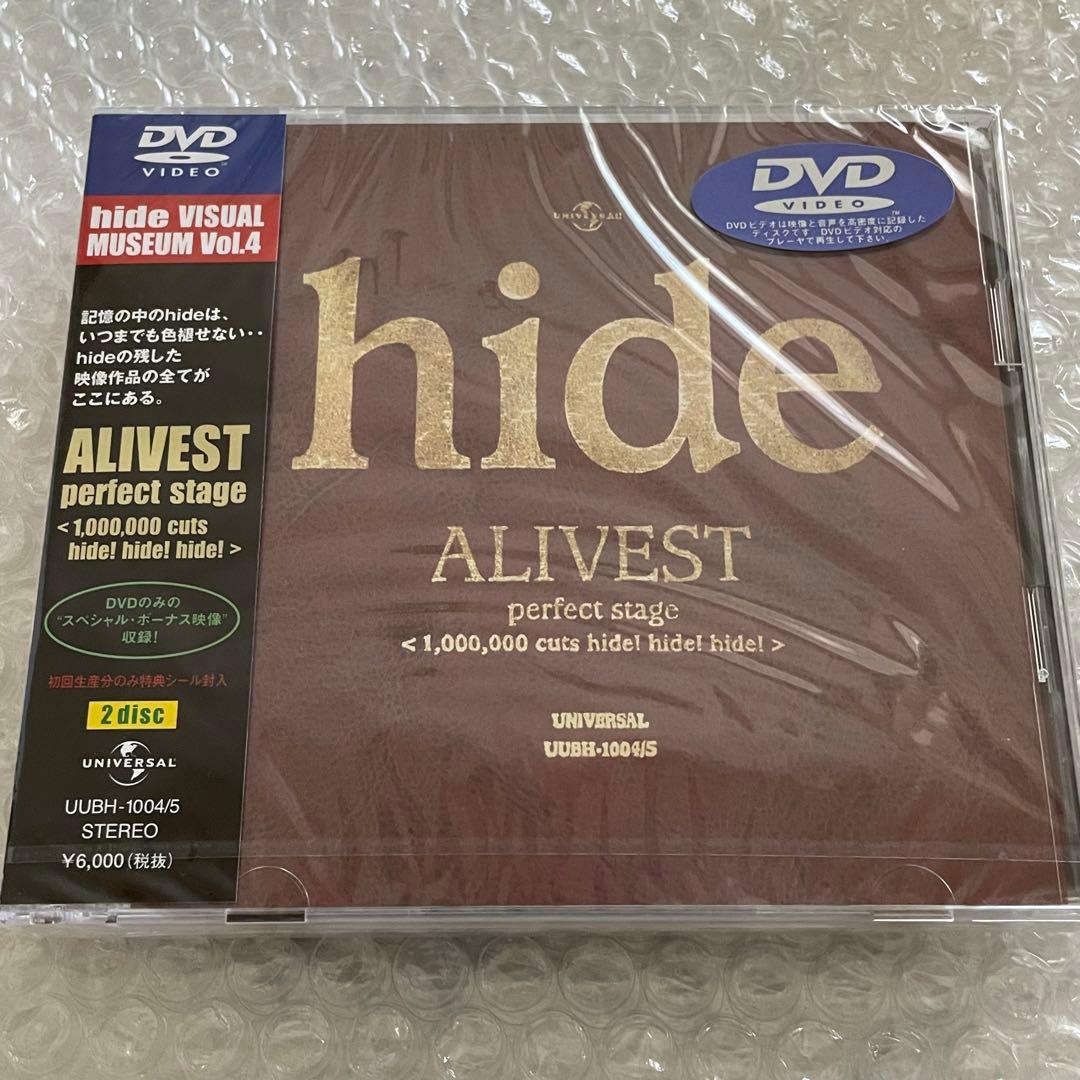 DVD
VIDEO
hide VISUAL
MUSEUM Vol.4
記憶の中のhideは、
いつまでも色褪せない‥
hideの残した
映像作品の全てが
ここにある。
ALIVEST
perfect stage
<1,000,000 cuts
hide! hide! hide!>
DVDのみの
“スペシャル・ボーナス映像”
収録!
初回生産分のみ特典シール封入
2 disc
UNIVERSAL
UUBH-1004/5
STEREO
¥6,000(税抜)
DVD
VIDEO
TM
DVDビデオは映像と音声を高密度に記録した
ディスクです DVDビデオ対応の
プレーヤで再生して下さい。
UNIVERSAL
hide
ALIVEST
perfect stage
<1,000,000 cuts hide! hide! hide!>
UNIVERSAL
UUBH-1004/5